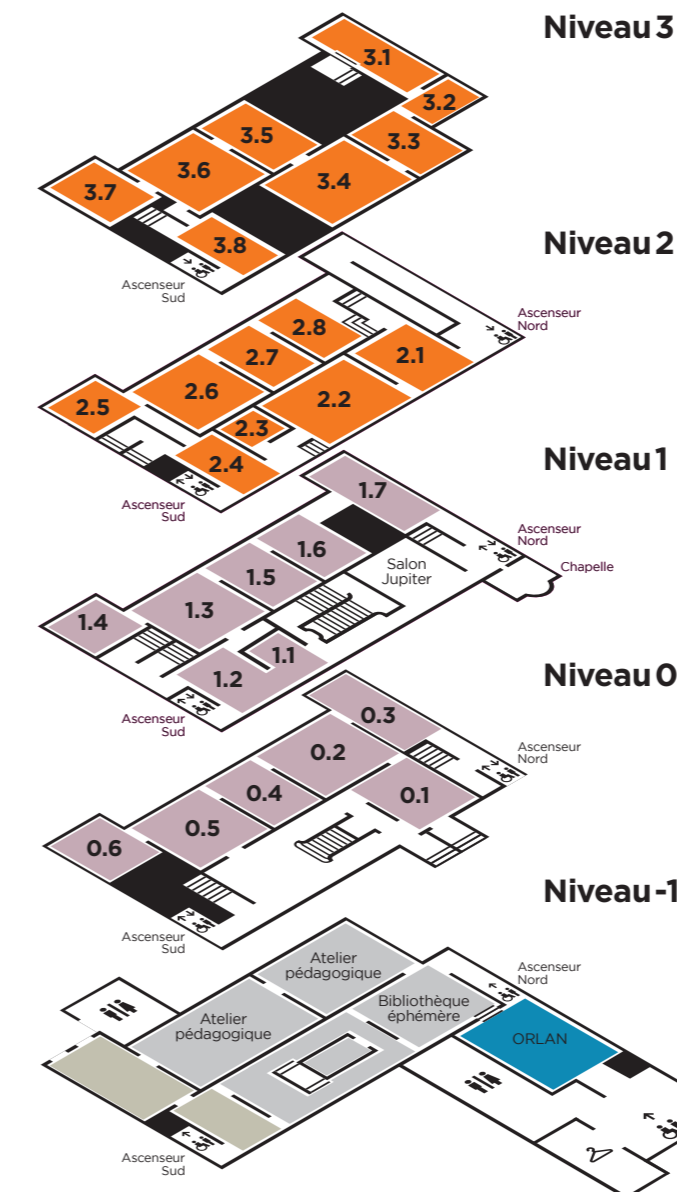 Niveau 3
3.1
3.2
3.3
3.5
3.4
3.6
3.7
3.8
Ascenseur
Sud
Niveau 2
Ascenseur
Nord
2.8
2.1
2.7
2.6
2.2
2.5
2.3
2.4
Ascenseur
Sud
Niveau 1
1.7
Ascenseur
Nord
Chapelle
1.6
Salon
Jupiter
1.5
1.3
1.4
1.1
1.2
Ascenseur
Sud
Niveau 0
0.3
Ascenseur
Nord
0.2
0.4
0.1
0.5
0.6
Ascenseur
Sud
Niveau -1
Atelier
pédagogique
Ascenseur
Nord
Bibliothèque
éphémère
Atelier
pédagogique
ORLAN
Ascenseur
Sud